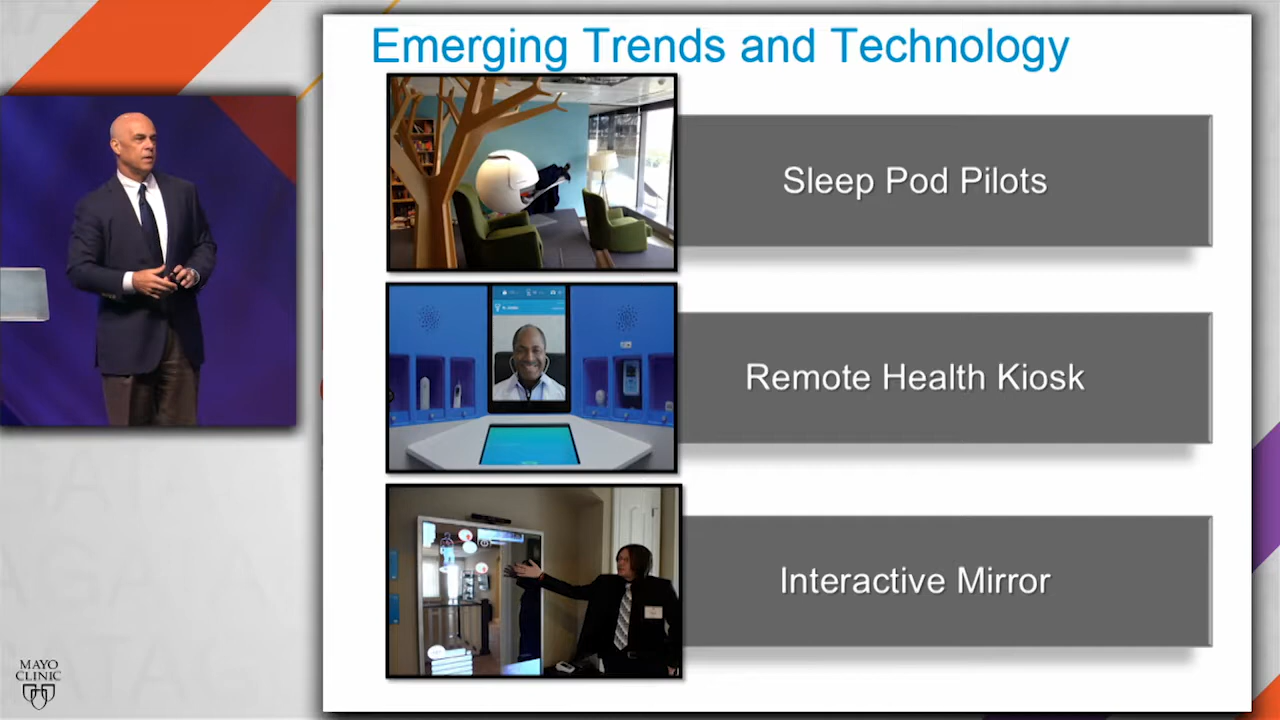 Emerging Trends and Technology
Sleep Pod Pilots
Remote Health Kiosk
Interactive Mirror
MAYO
CLINIC